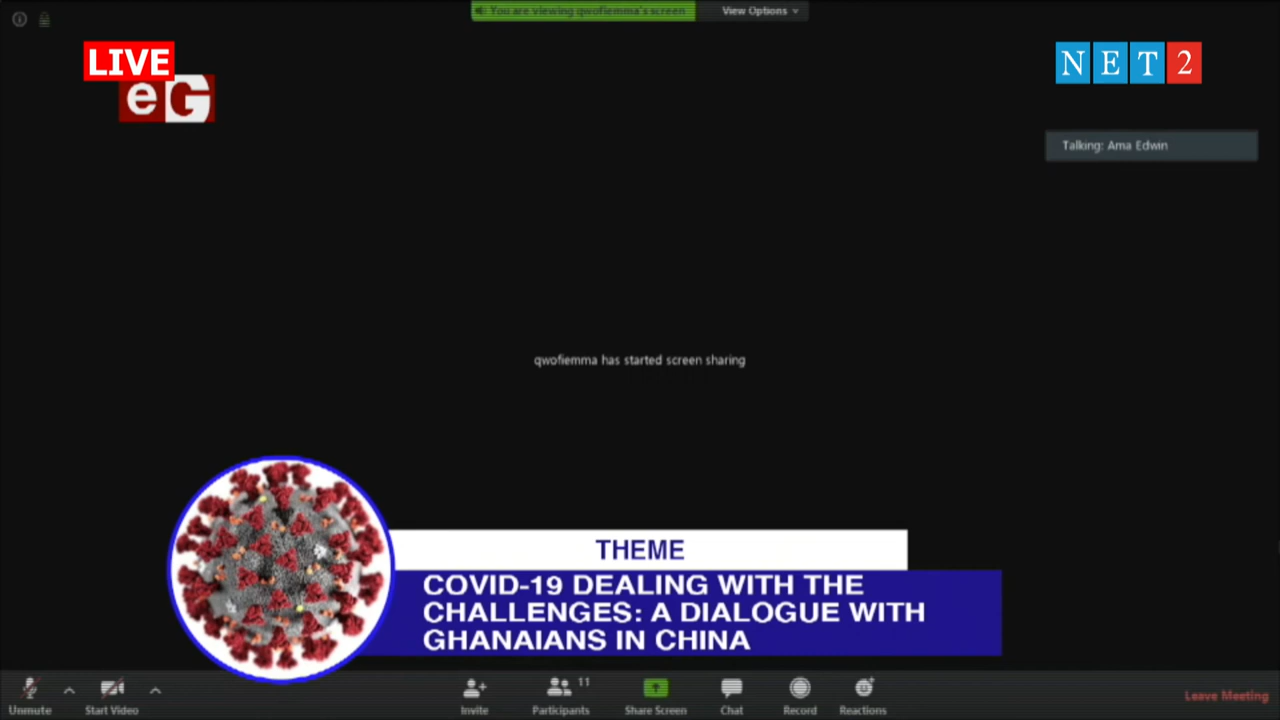 You are viewing qwofiemma's screen
View Options
LIVE
eG
NET2
Talking: Ama Edwin
qwofiemma has started screen sharing
THEME
COVID-19 DEALING WITH THE
CHALLENGES: A DIALOGUE WITH
GHANAIANS IN CHINA
11
Unmute
Start Video
Invite
Participants
Share Screen
Chat
Record
Reactions
Leave Meeting